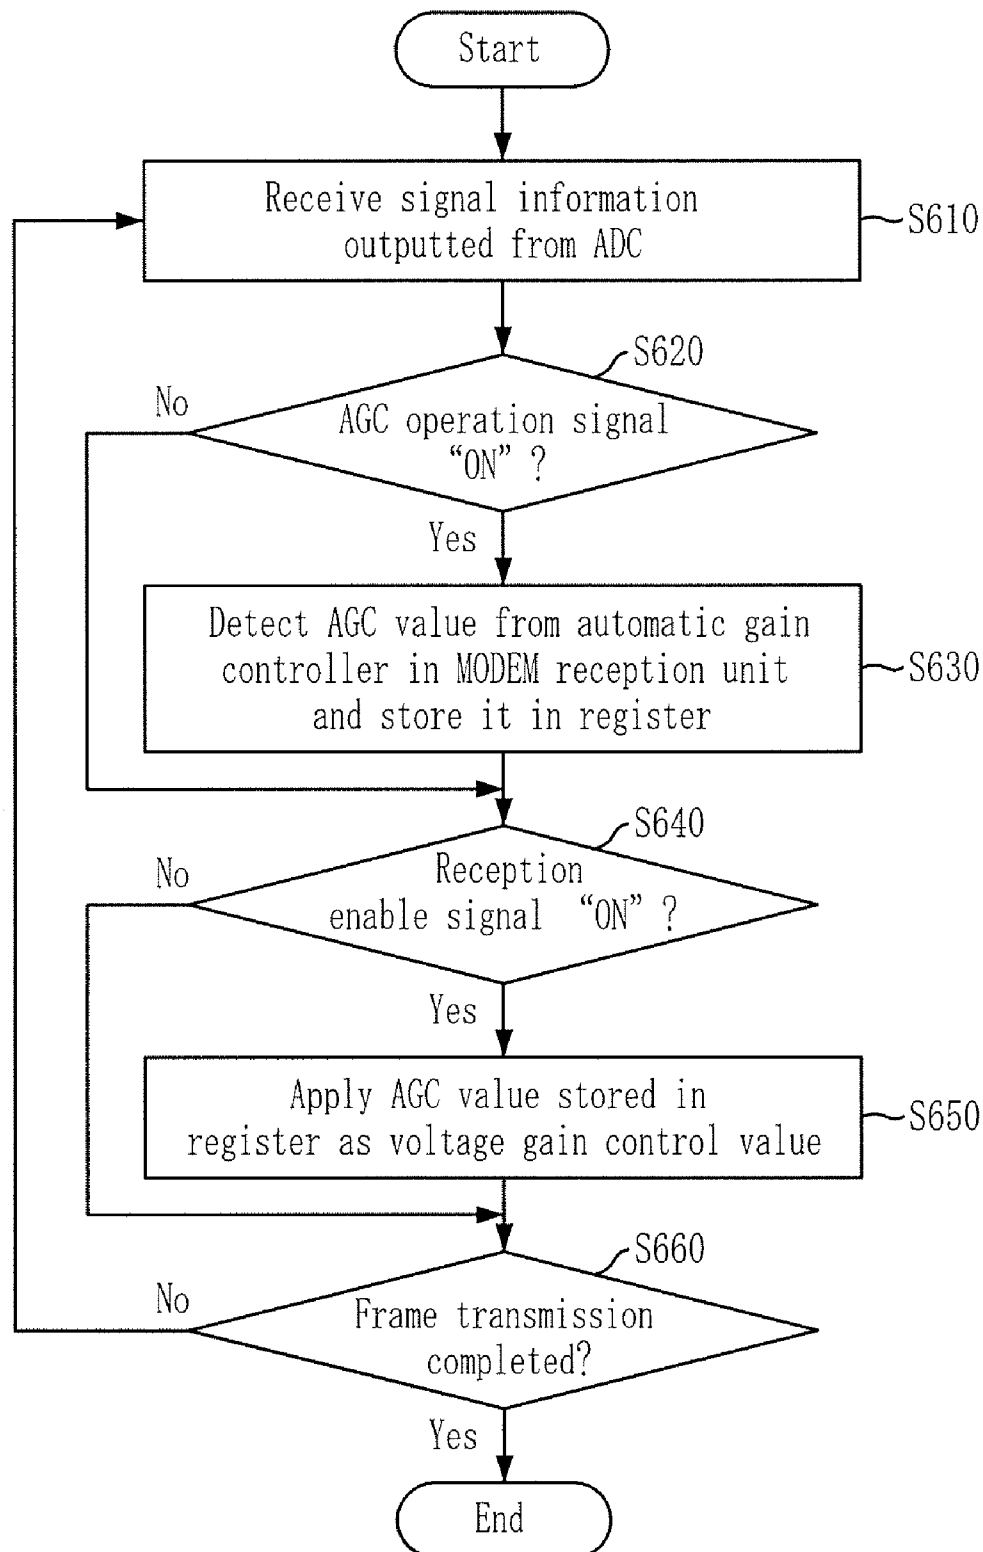 Start
Receive signal information
outputted from ADC
S610
S620
No
AGC operation signal
“ON” ?
Yes
Detect AGC value from automatic gain
controller in MODEM reception unit
and store it in register
S630
S640
No
Reception
enable signal “ON” ?
Yes
Apply AGC value stored in
register as voltage gain control value
S650
S660
No
Frame transmission
completed?
Yes
End